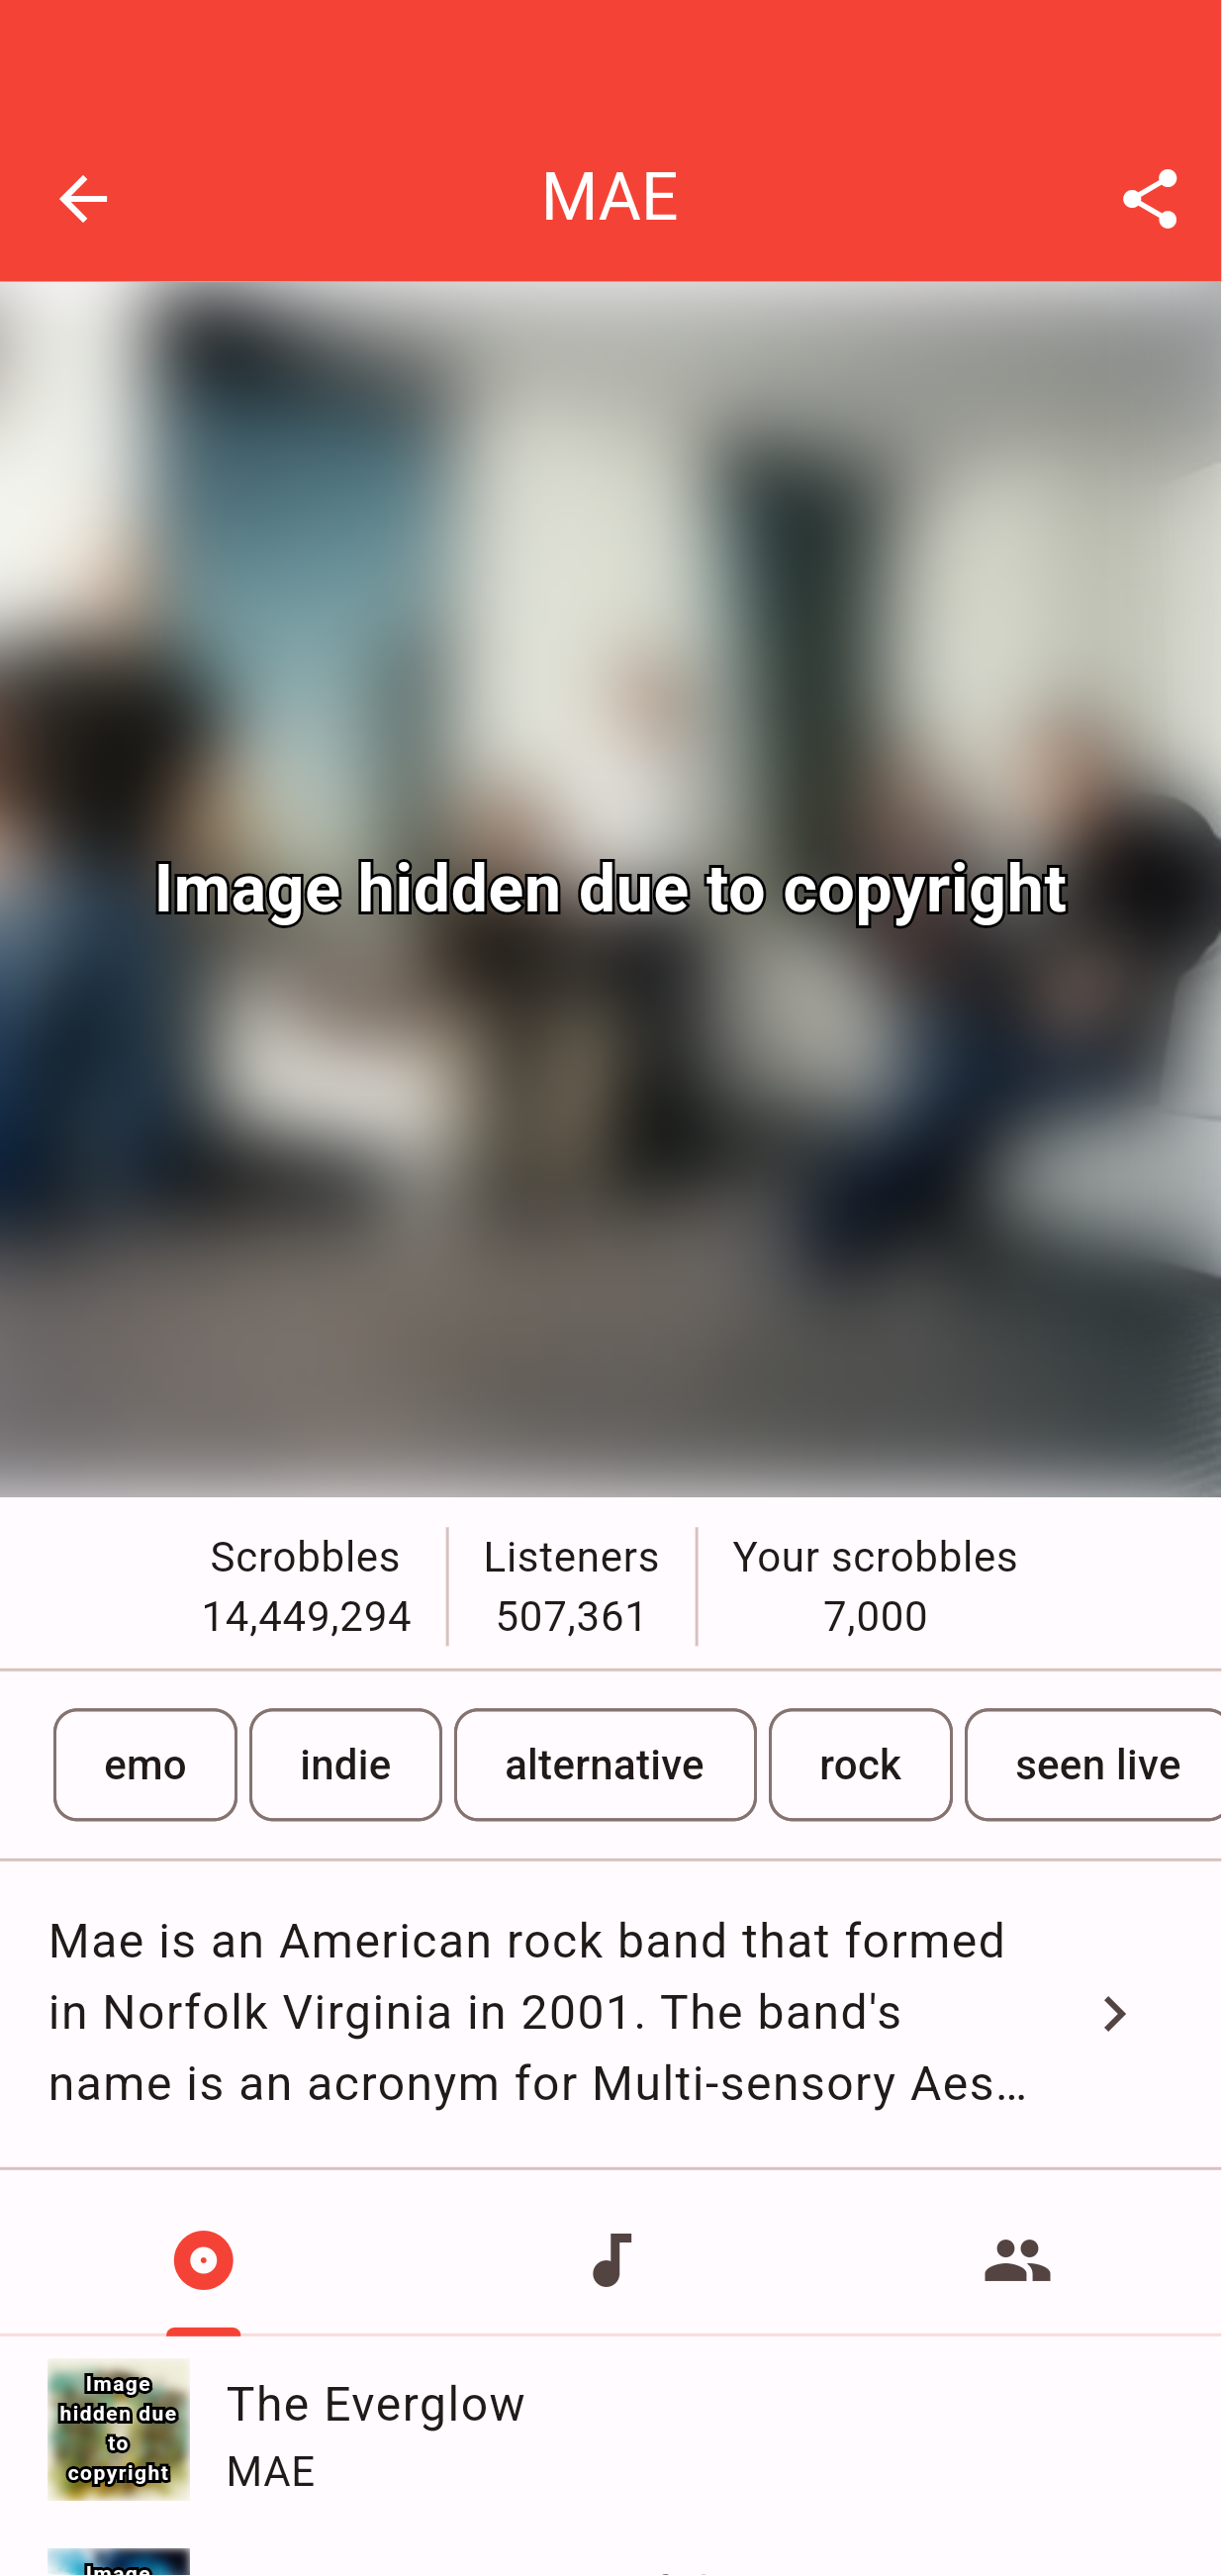 MAE
Image hidden due to copyright
Scrobbles
14,449,294
Listeners
507,361
Your scrobbles
7,000
emo
indie
alternative
rock
seen live
Mae is an American rock band that formed
in Norfolk Virginia in 2001. The band's
name is an acronym for Multi-sensory Aes…
Image
hidden due
to
copyright
The Everglow
MAE
Image